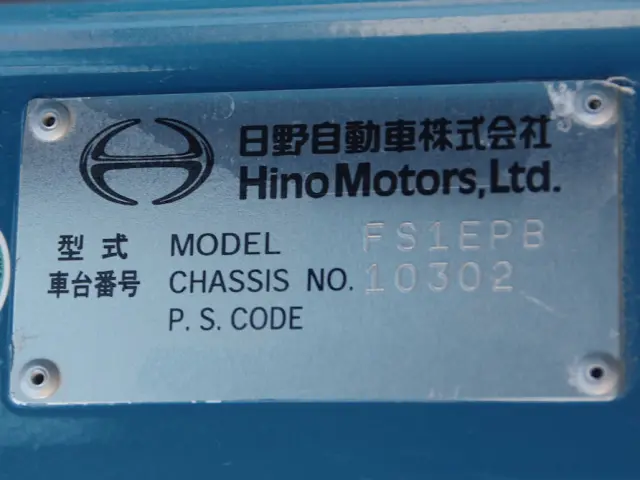 日野自動車株式会社
Hino Motors, Ltd.
型式 MODEL FS1EPB
車台番号 CHASSIS NO. 10302
P. S. CODE